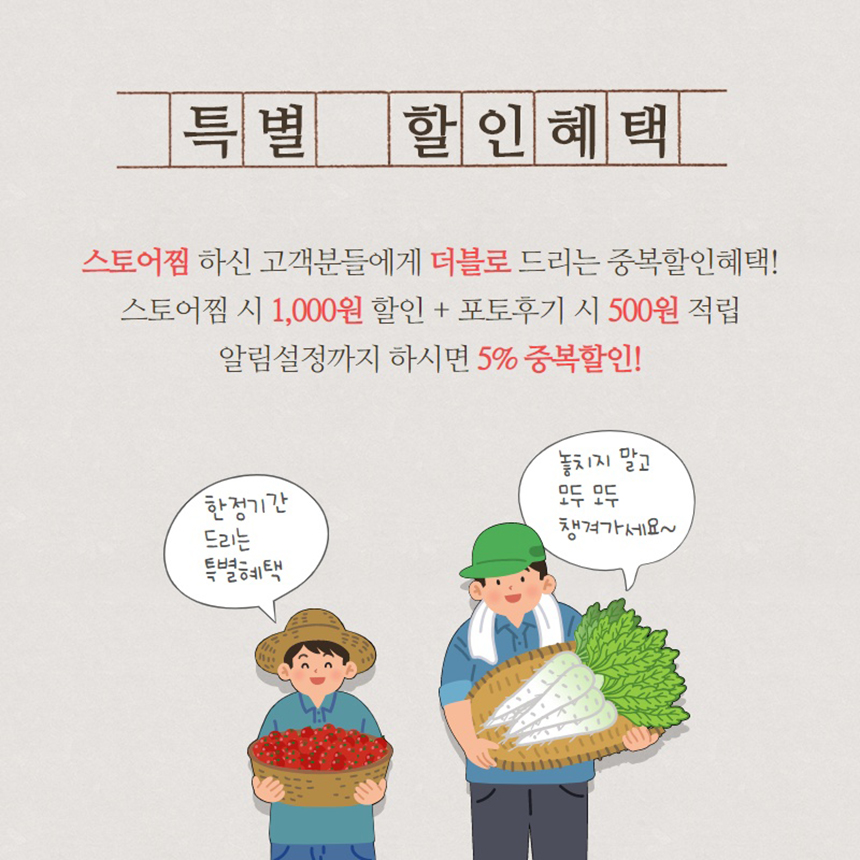 특별 할인혜택
스토어찜 하신 고객분들에게 더블로 드리는 중복할인혜택!
스토어찜 시 1,000원 할인 + 포토후기 시 500원 적립
알림설정까지 하시면 5% 중복할인!
한정기간
드리는
특별혜택
놓치지 말고
모두 모두
챙겨가세요~